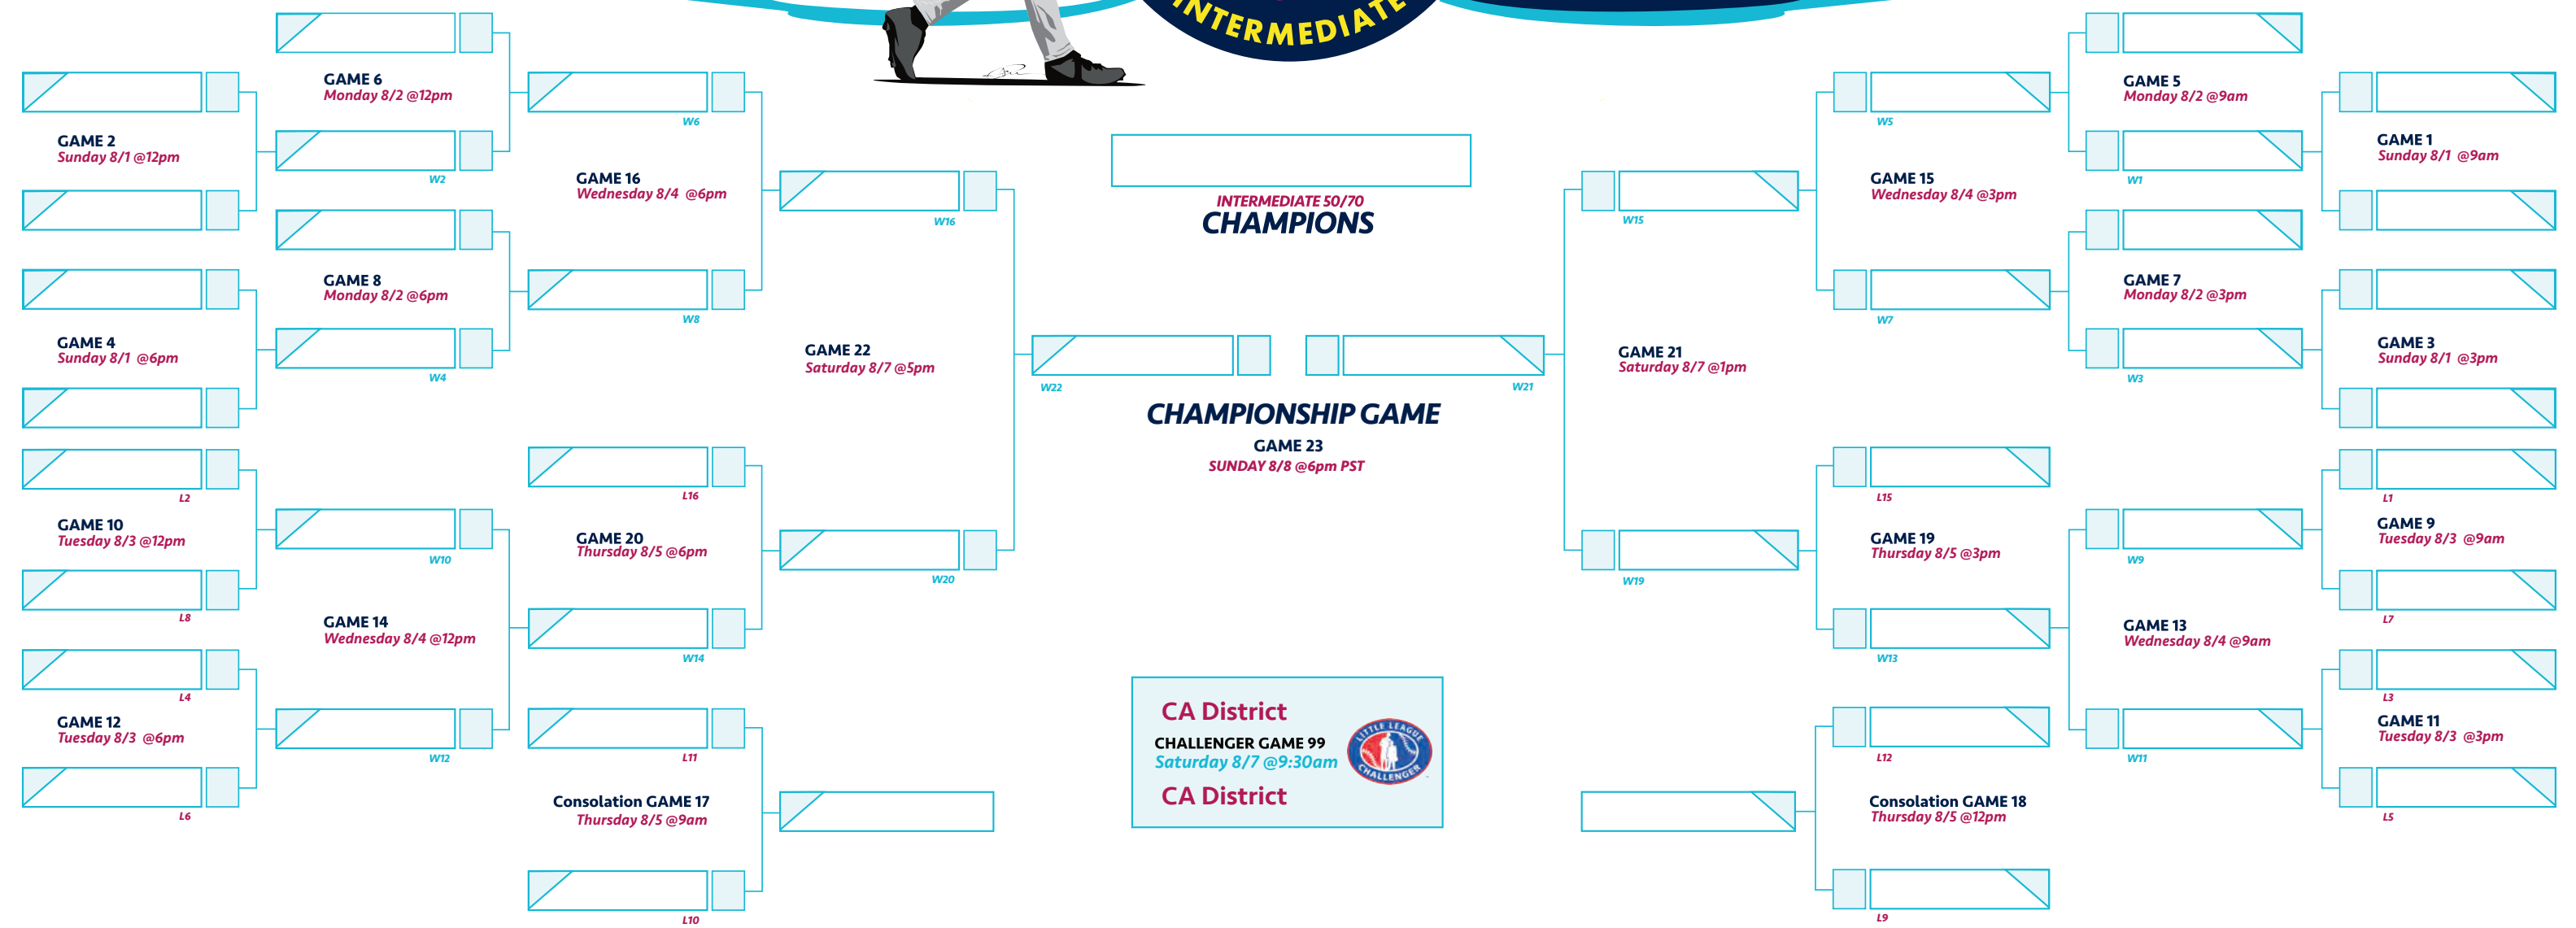 INTERMEDIATE
GAME 6
Monday 8/2 @12pm
GAME 2
Sunday 8/1 @12pm
W2
W6
GAME 16
Wednesday 8/4 @6pm
W16
GAME 8
Monday 8/2 @6pm
W8
GAME 4
Sunday 8/1 @6pm
W4
GAME 22
Saturday 8/7 @5pm
W22
L2
GAME 10
Tuesday 8/3 @12pm
L8
W10
L16
GAME 20
Thursday 8/5 @6pm
W20
GAME 14
Wednesday 8/4 @12pm
W14
L4
GAME 12
Tuesday 8/3 @6pm
L6
W12
L11
Consolation GAME 17
Thursday 8/5 @9am
L10
INTERMEDIATE 50/70
CHAMPIONS
CHAMPIONSHIP GAME
GAME 23
SUNDAY 8/8 @6pm PST
CA District
CHALLENGER GAME 99
Saturday 8/7 @9:30am
CA District
LITTLE LEAGUE
CHALLENGER
GAME 5
Monday 8/2 @9am
W5
GAME 1
Sunday 8/1 @9am
W1
GAME 15
Wednesday 8/4 @3pm
W15
GAME 7
Monday 8/2 @3pm
W7
GAME 3
Sunday 8/1 @3pm
W3
GAME 21
Saturday 8/7 @1pm
W21
L15
GAME 19
Thursday 8/5 @3pm
W19
L1
GAME 9
Tuesday 8/3 @9am
W9
L7
GAME 13
Wednesday 8/4 @9am
W13
L3
GAME 11
Tuesday 8/3 @3pm
W11
L5
L12
Consolation GAME 18
Thursday 8/5 @12pm
L9